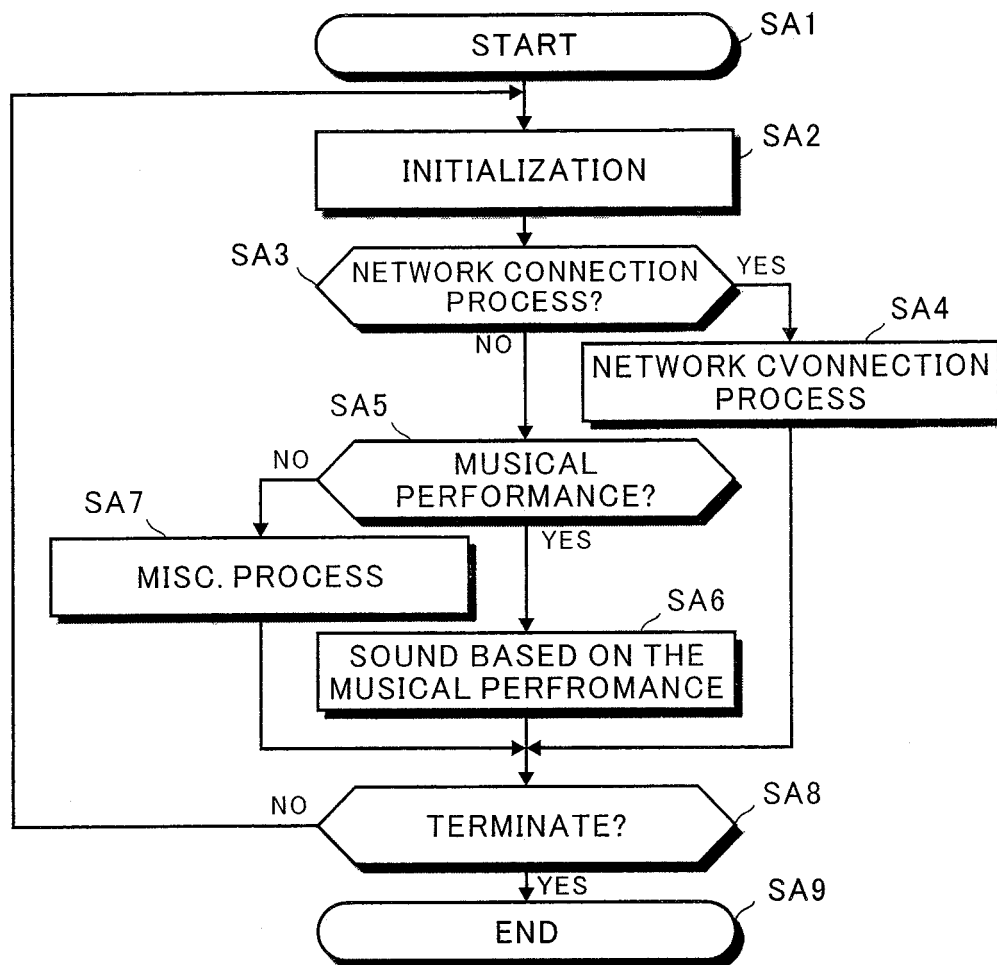 START
SA1
INITIALIZATION
SA2
SA3
NETWORK CONNECTION
PROCESS?
YES
NO
SA4
NETWORK CVONNECTION
PROCESS
SA5
MUSICAL
PERFORMANCE?
NO
YES
SA7
MISC. PROCESS
SA6
SOUND BASED ON THE
MUSICAL PERFROMANCE
NO
TERMINATE?
SA8
YES
END
SA9